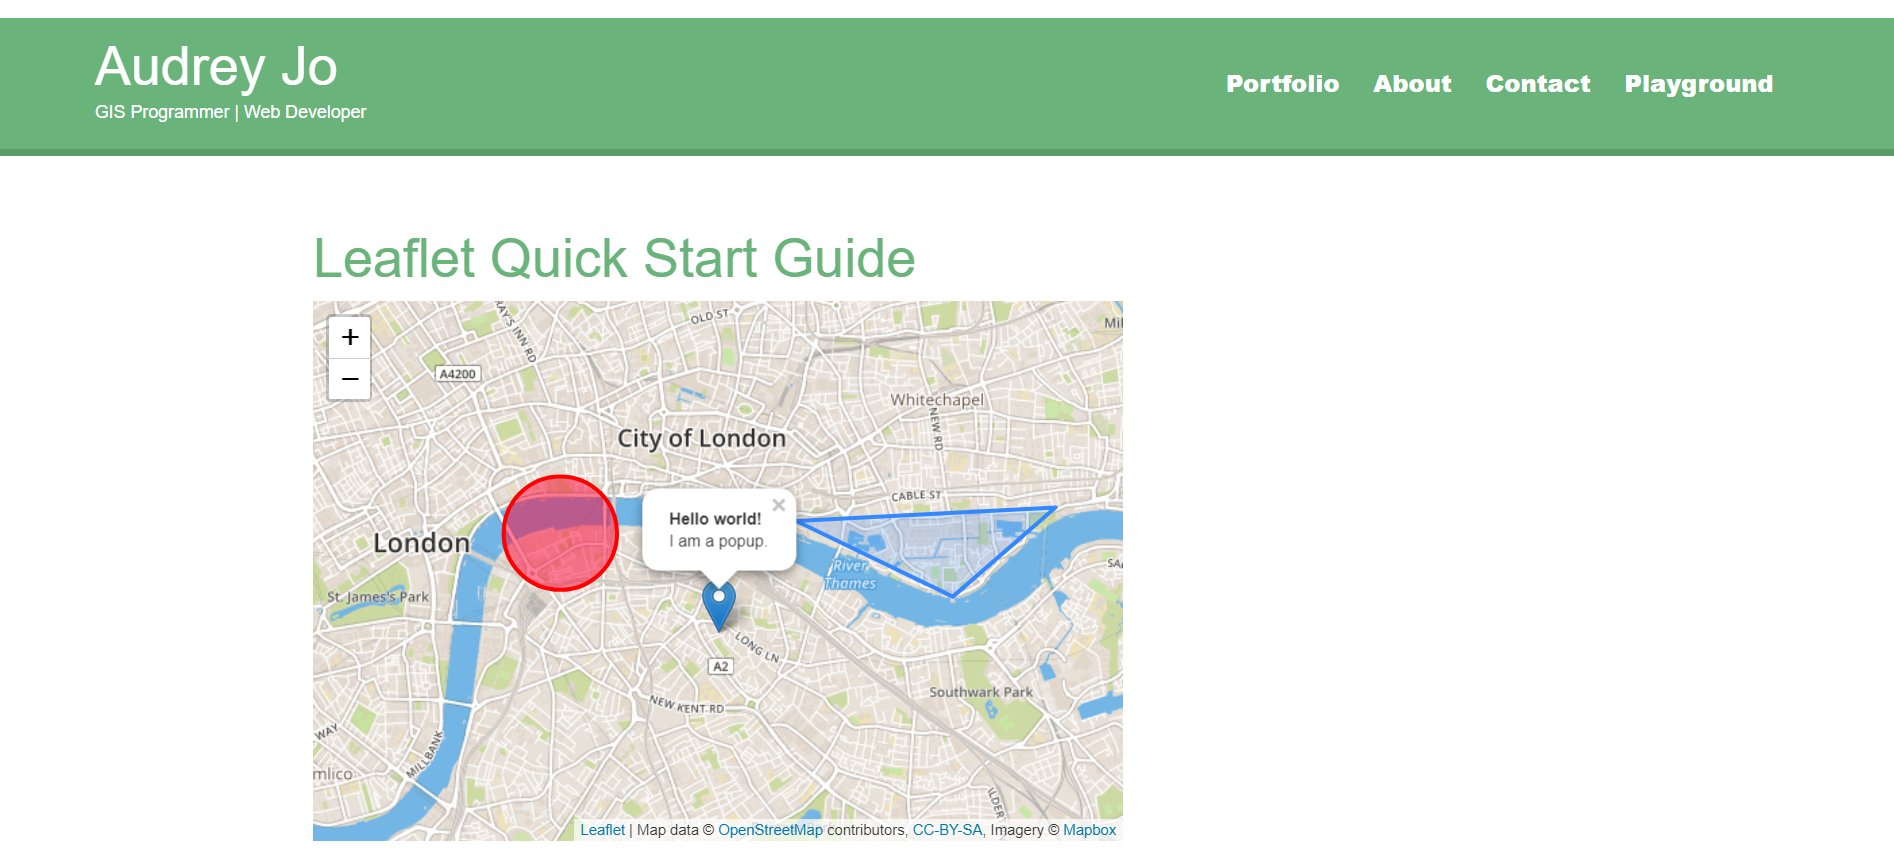 Audrey Jo
GIS Programmer | Web Developer
Portfolio About Contact Playground
Leaflet Quick Start Guide
+
−
AY'S INN RD
OLD ST
Mil
A4200
Whitechapel
NEW RD
City of London
CABLE ST
×
Hello world!
I am a popup.
London
River
Thames
SA
St. James's Park
LONG LN
A2
Southwark Park
NEW KENT RD
WAY
MILLBANK
mlico
ILDER
Leaflet | Map data © OpenStreetMap contributors, CC-BY-SA, Imagery © Mapbox